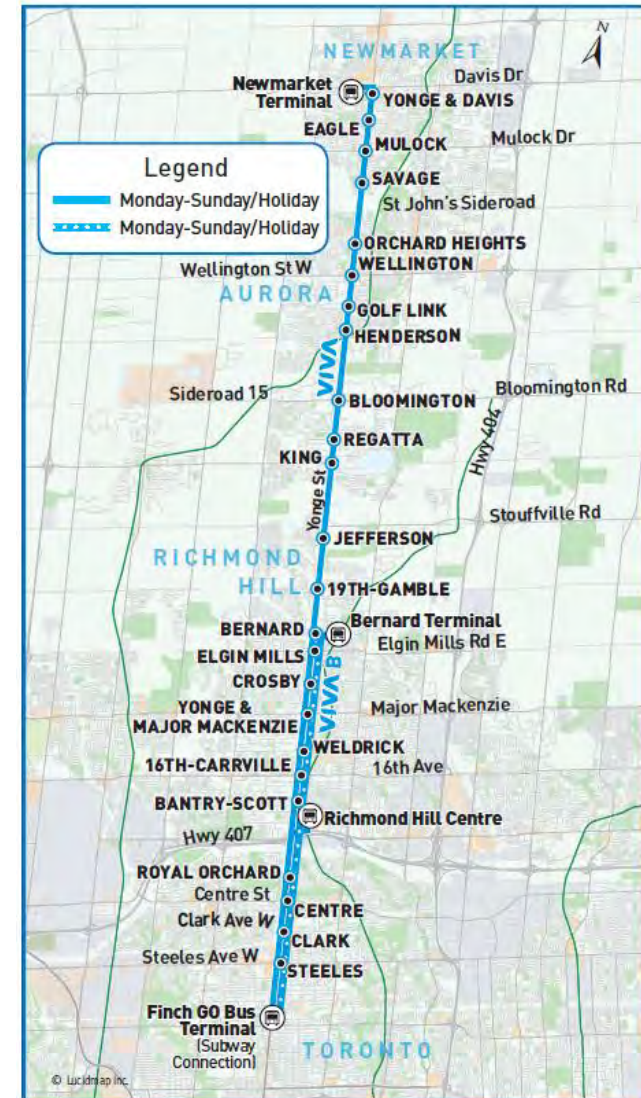 N
NEWMARKET
Newmarket
Terminal
Davis Dr
YONGE & DAVIS
EAGLE
Mulock Dr
MULOCK
Legend
Monday-Sunday/Holiday
Monday-Sunday/Holiday
SAVAGE
St John's Sideroad
ORCHARD HEIGHTS
Wellington St W
WELLINGTON
AURORA
GOLF LINK
HENDERSON
VIVA
Sideroad 15
Bloomington Rd
BLOOMINGTON
Hwy 404
REGATTA
KING
Yonge St
Stouffville Rd
JEFFERSON
RICHMOND
HILL
19TH-GAMBLE
Bernard Terminal
BERNARD
Elgin Mills Rd E
ELGIN MILLS
CROSBY
VIVA B
YONGE &
MAJOR MACKENZIE
Major Mackenzie
WELDRICK
16TH-CARRVILLE
16th Ave
BANTRY-SCOTT
Richmond Hill Centre
Hwy 407
ROYAL ORCHARD
Centre St
CENTRE
Clark Ave W
CLARK
Steeles Ave W
STEELES
Finch GO Bus
Terminal
(Subway
Connection)
TORONTO
© Lucidmap Inc.